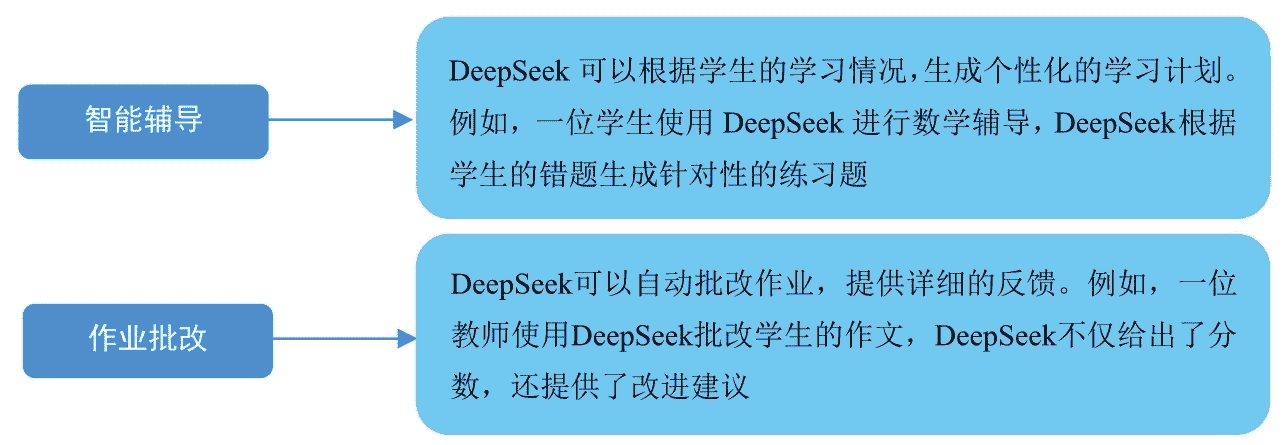 智能辅导
DeepSeek 可以根据学生的学习情况，生成个性化的学习计划。
例如，一位学生使用 DeepSeek 进行数学辅导，DeepSeek根据
学生的错题生成针对性的练习题
作业批改
DeepSeek可以自动批改作业，提供详细的反馈。例如，一位
教师使用DeepSeek批改学生的作文，DeepSeek不仅给出了分
数，还提供了改进建议